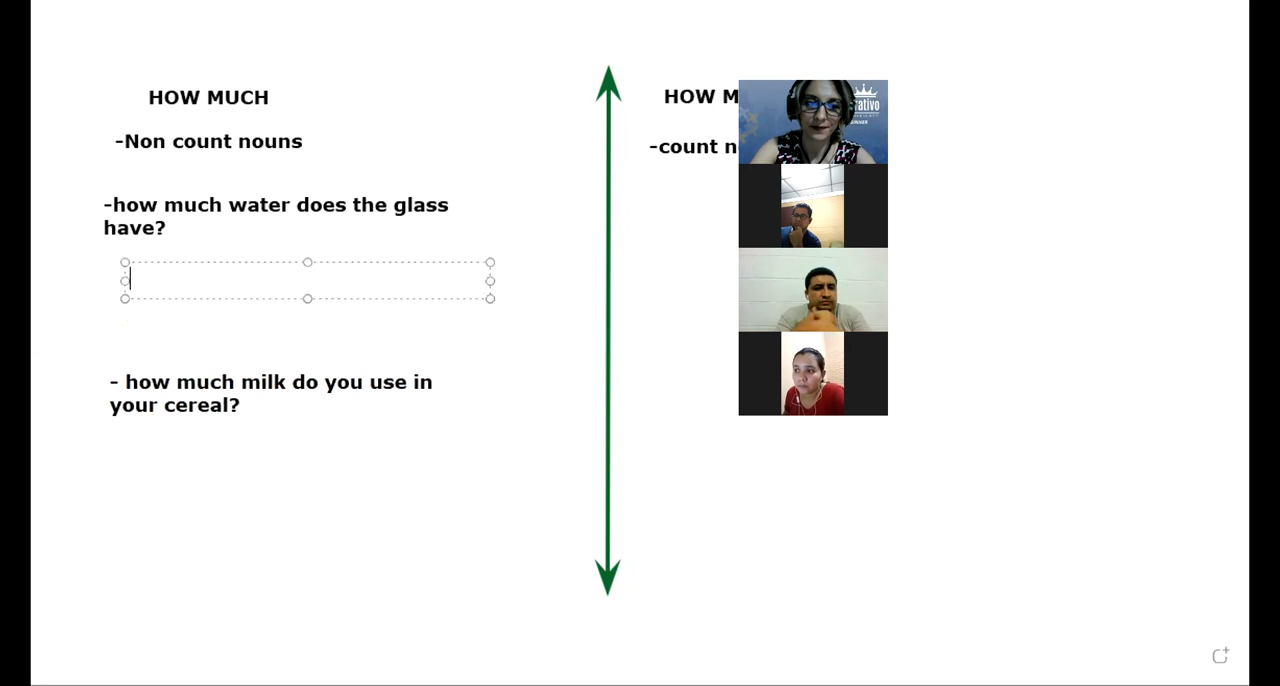 HOW MUCH
-Non count nouns
-how much water does the glass
have?
- how much milk do you use in
your cereal?
HOW M
-count n
rativo